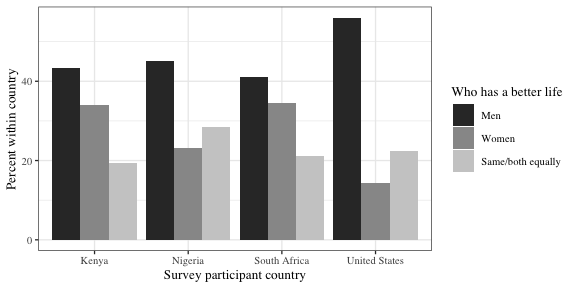 Percent within country
40
20
0
Kenya
Nigeria
South Africa
United States
Survey participant country
Who has a better life
Men
Women
Same/both equally